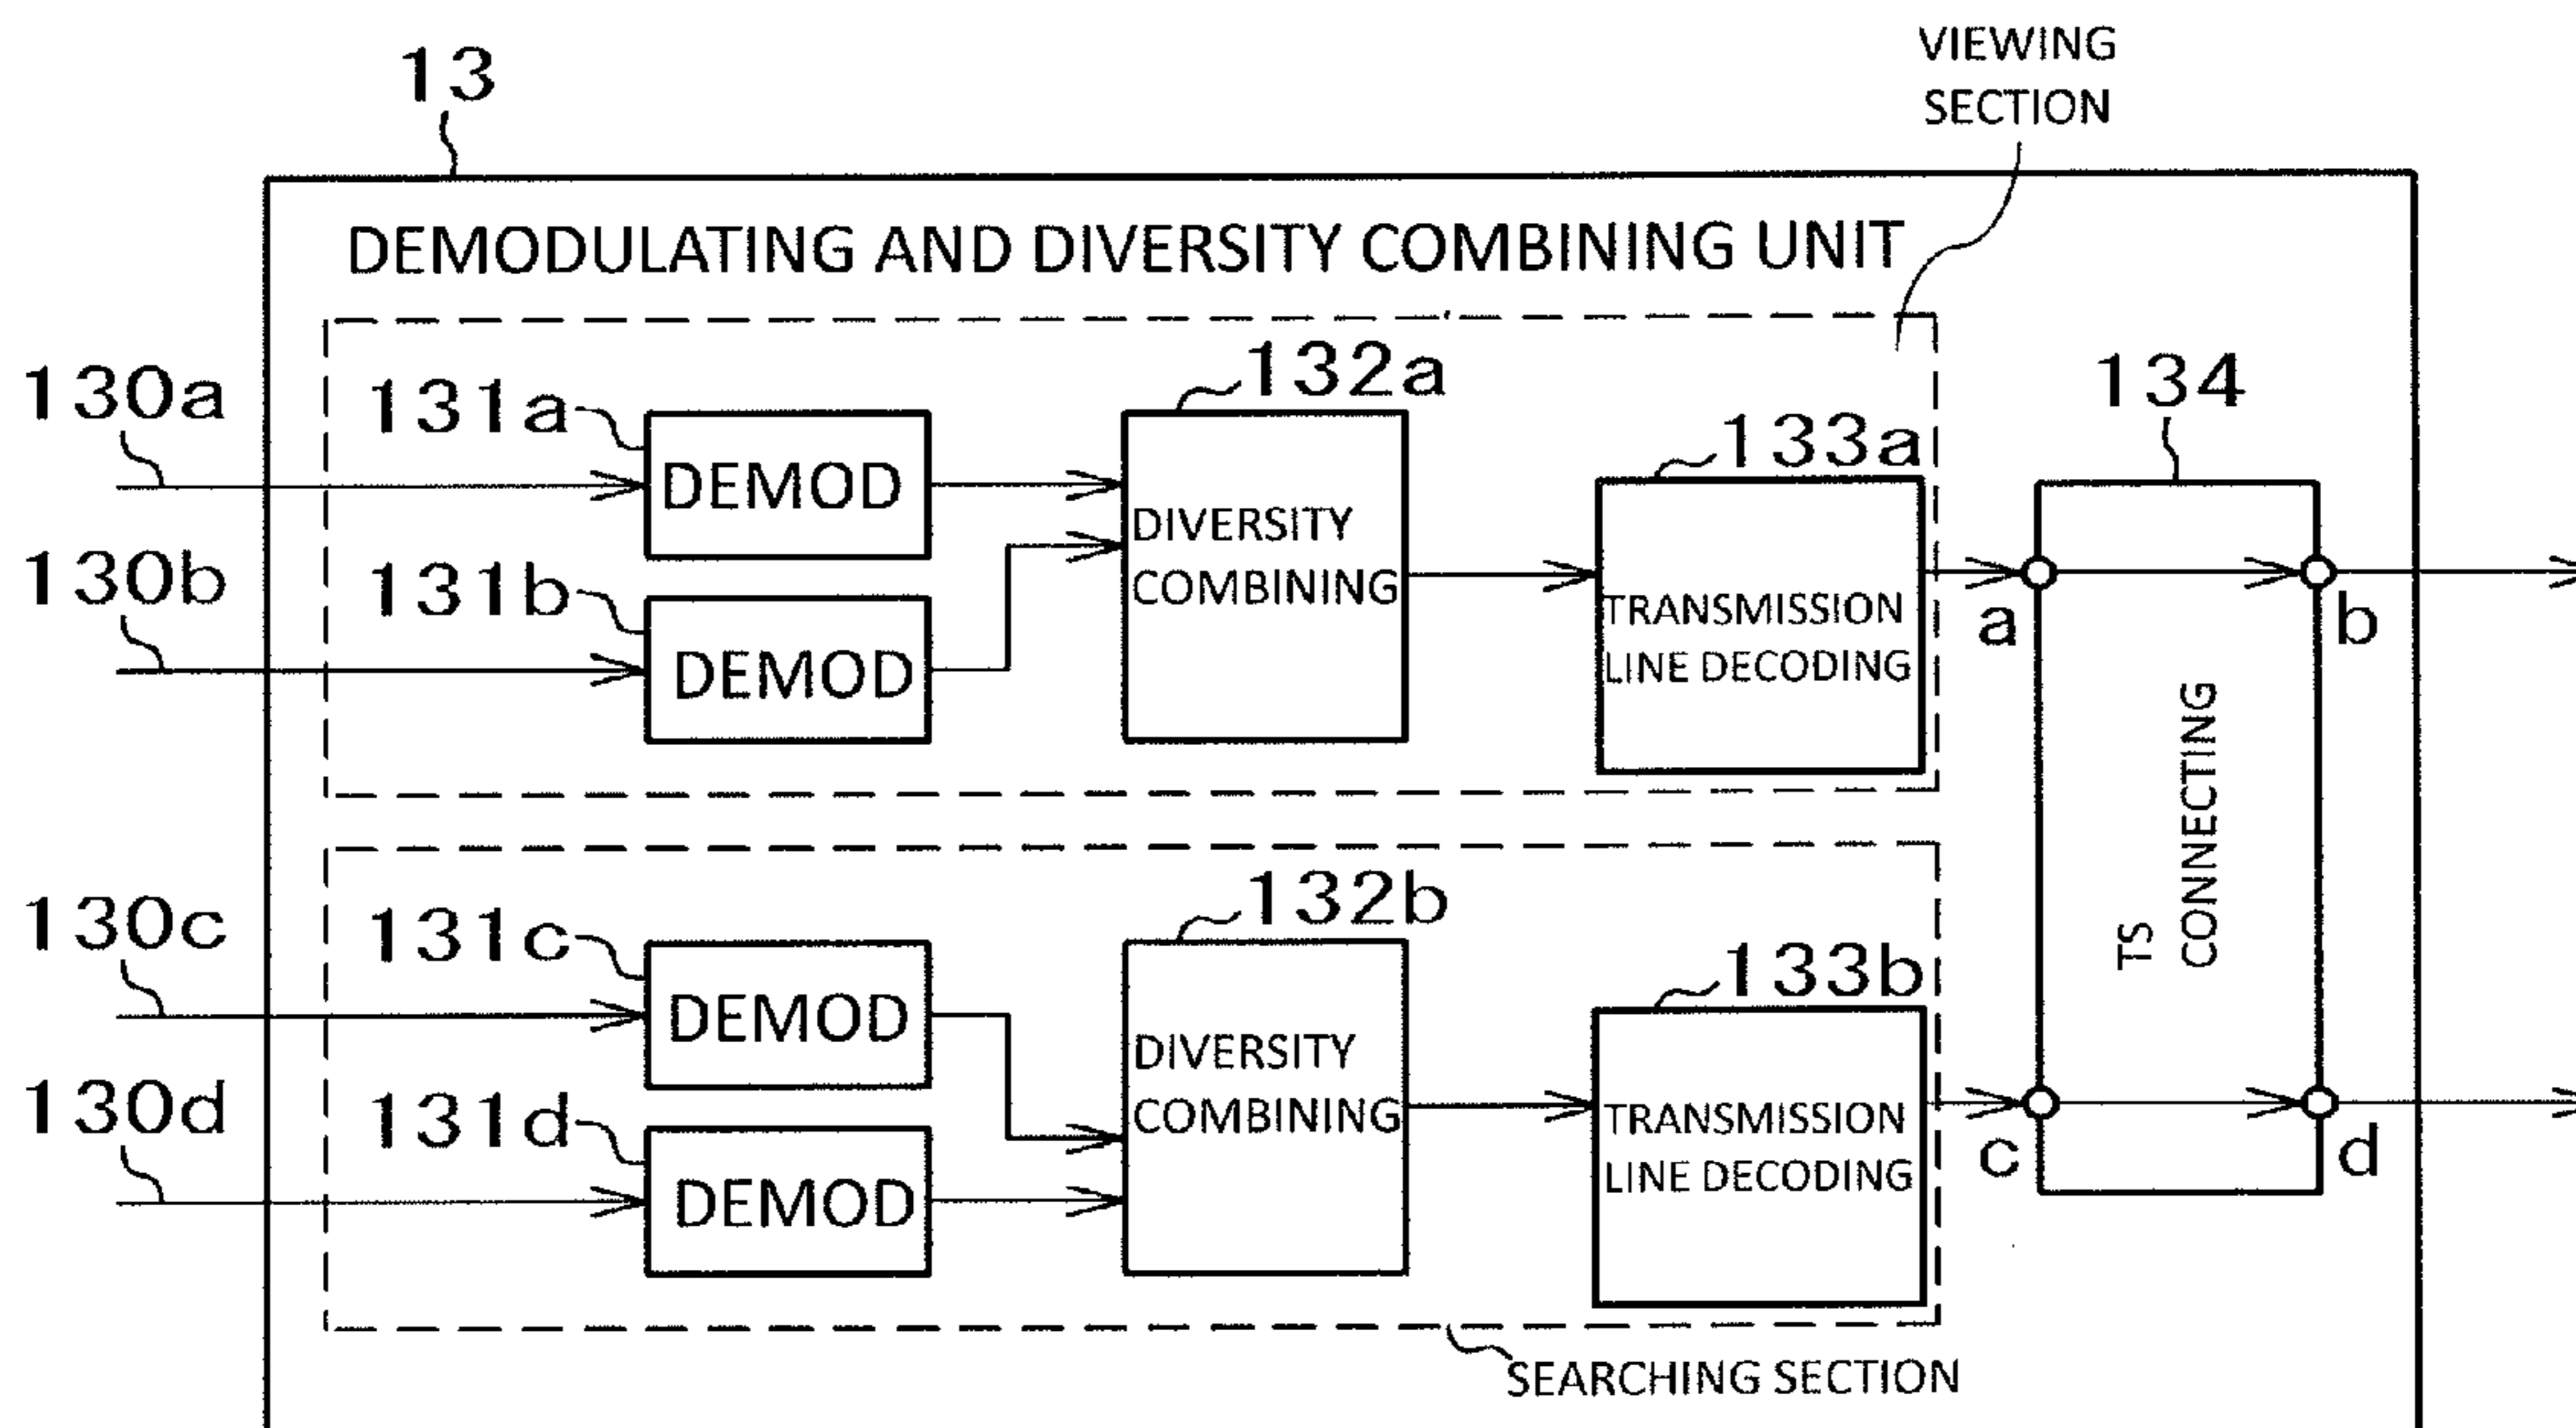 VIEWING
SECTION
13
DEMODULATING AND DIVERSITY COMBINING UNIT
130a
131a
DEMOD
132a
DIVERSITY
COMBINING
133a
TRANSMISSION
LINE DECODING
134
130b
131b
DEMOD
a
b
TS
CONNECTING
130c
131c
DEMOD
132b
DIVERSITY
COMBINING
133b
TRANSMISSION
LINE DECODING
130d
131d
DEMOD
c
d
SEARCHING SECTION